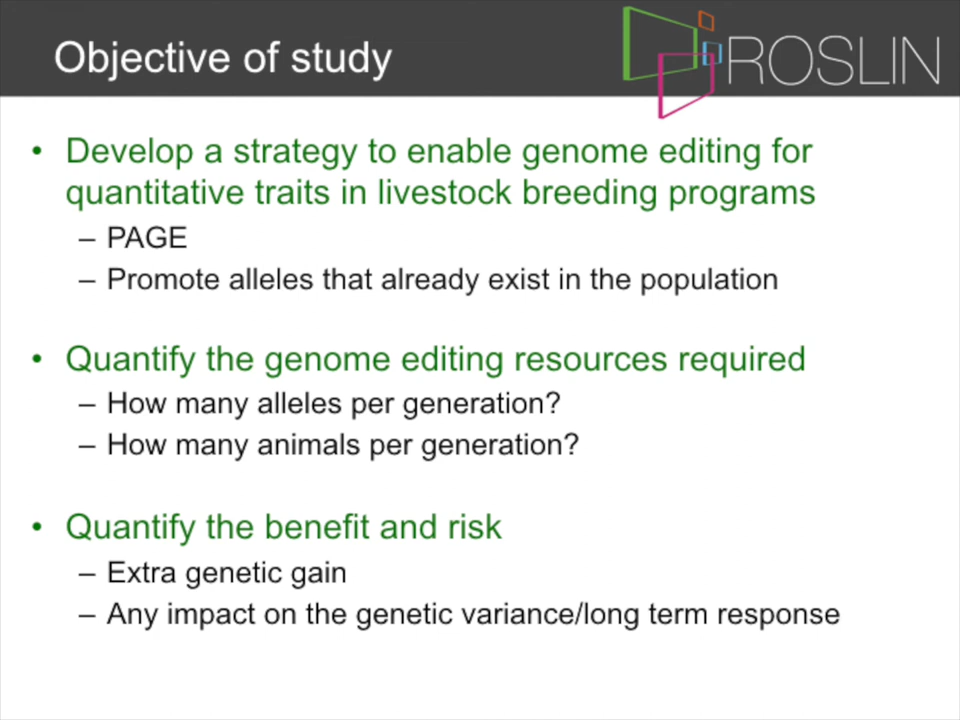 Objective of study
ROSLIN
• Develop a strategy to enable genome editing for
quantitative traits in livestock breeding programs
– PAGE
– Promote alleles that already exist in the population
• Quantify the genome editing resources required
– How many alleles per generation?
– How many animals per generation?
• Quantify the benefit and risk
– Extra genetic gain
– Any impact on the genetic variance/long term response